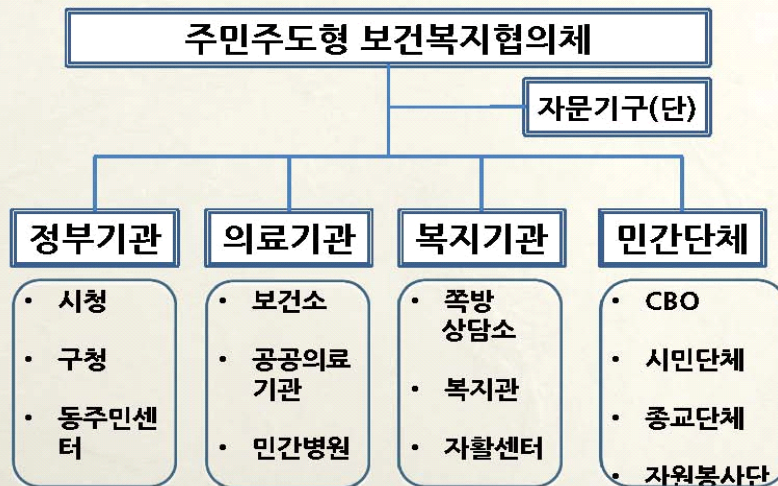 주민주도형 보건복지협의체
자문기구(단)
정부기관
의료기관
복지기관
민간단체
• 시청
• 구청
• 동주민센
터
• 보건소
• 공공의료
기관
• 민간병원
• 쪽방
상담소
• 복지관
• 자활센터
• CBO
• 시민단체
• 종교단체
• 자원봉사단